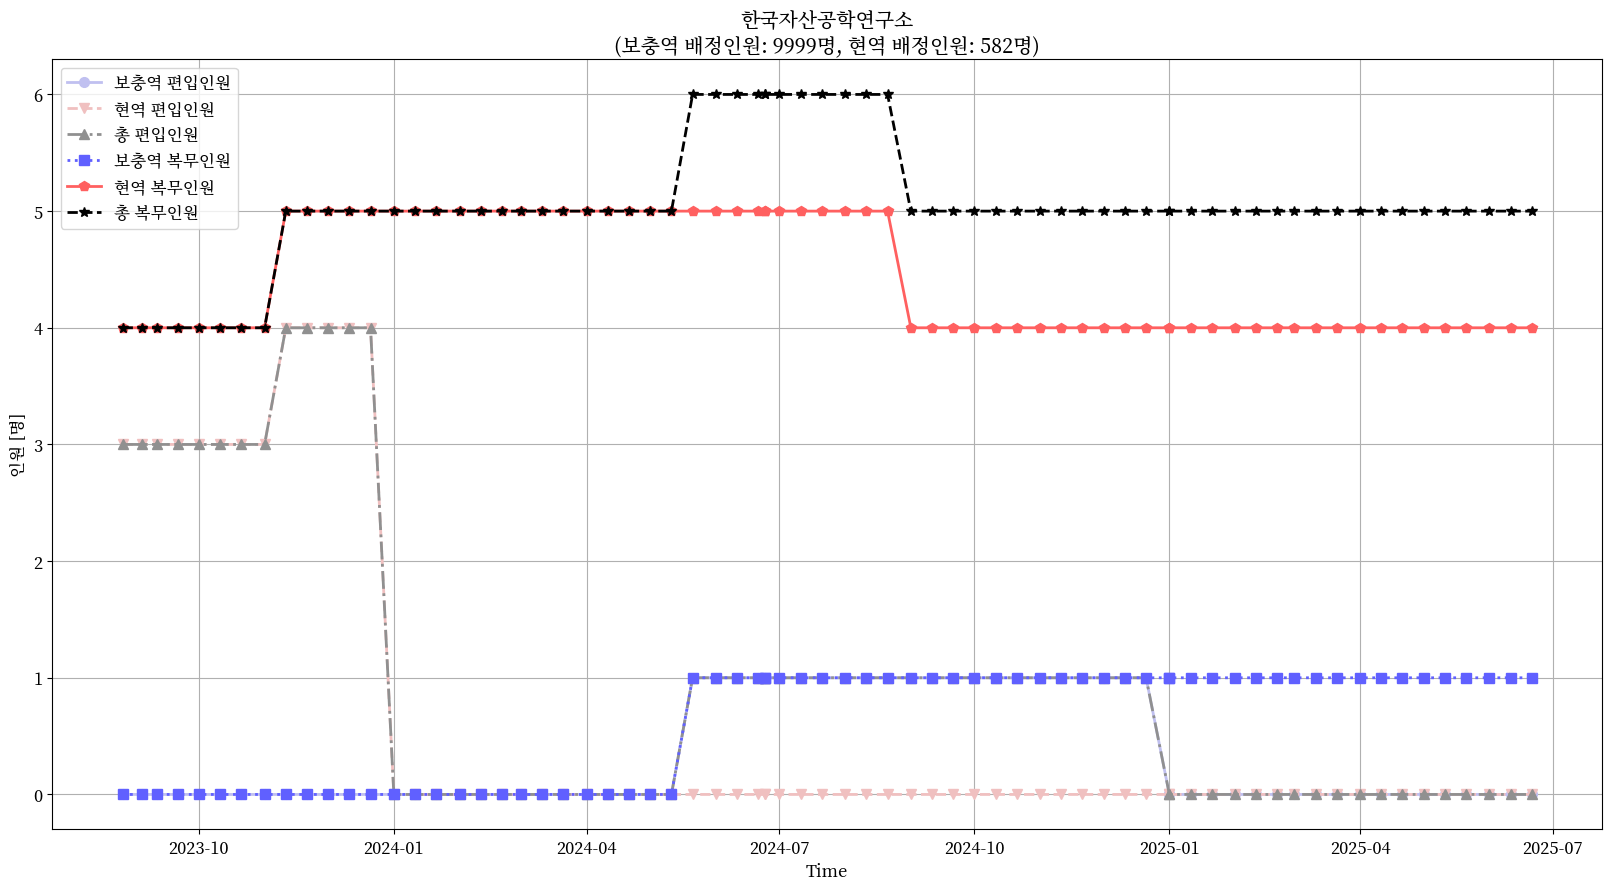 한국자산공학연구소
(보충역 배정인원: 9999명, 현역 배정인원: 582명)
보충역 편입인원
현역 편입인원
총 편입인원
보충역 복무인원
현역 복무인원
총 복무인원
인원 [명]
6
5
4
3
2
1
0
2023-10
2024-01
2024-04
2024-07
2024-10
2025-01
2025-04
2025-07
Time